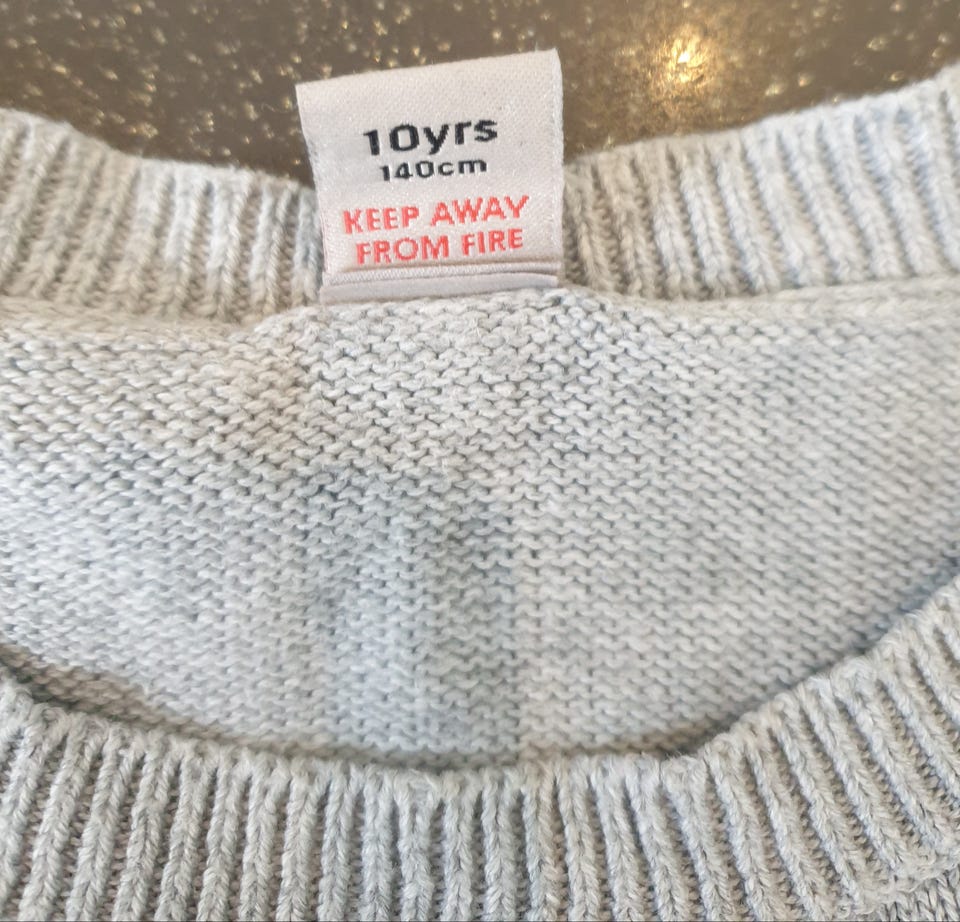 10yrs
140cm
KEEP AWAY
FROM FIRE